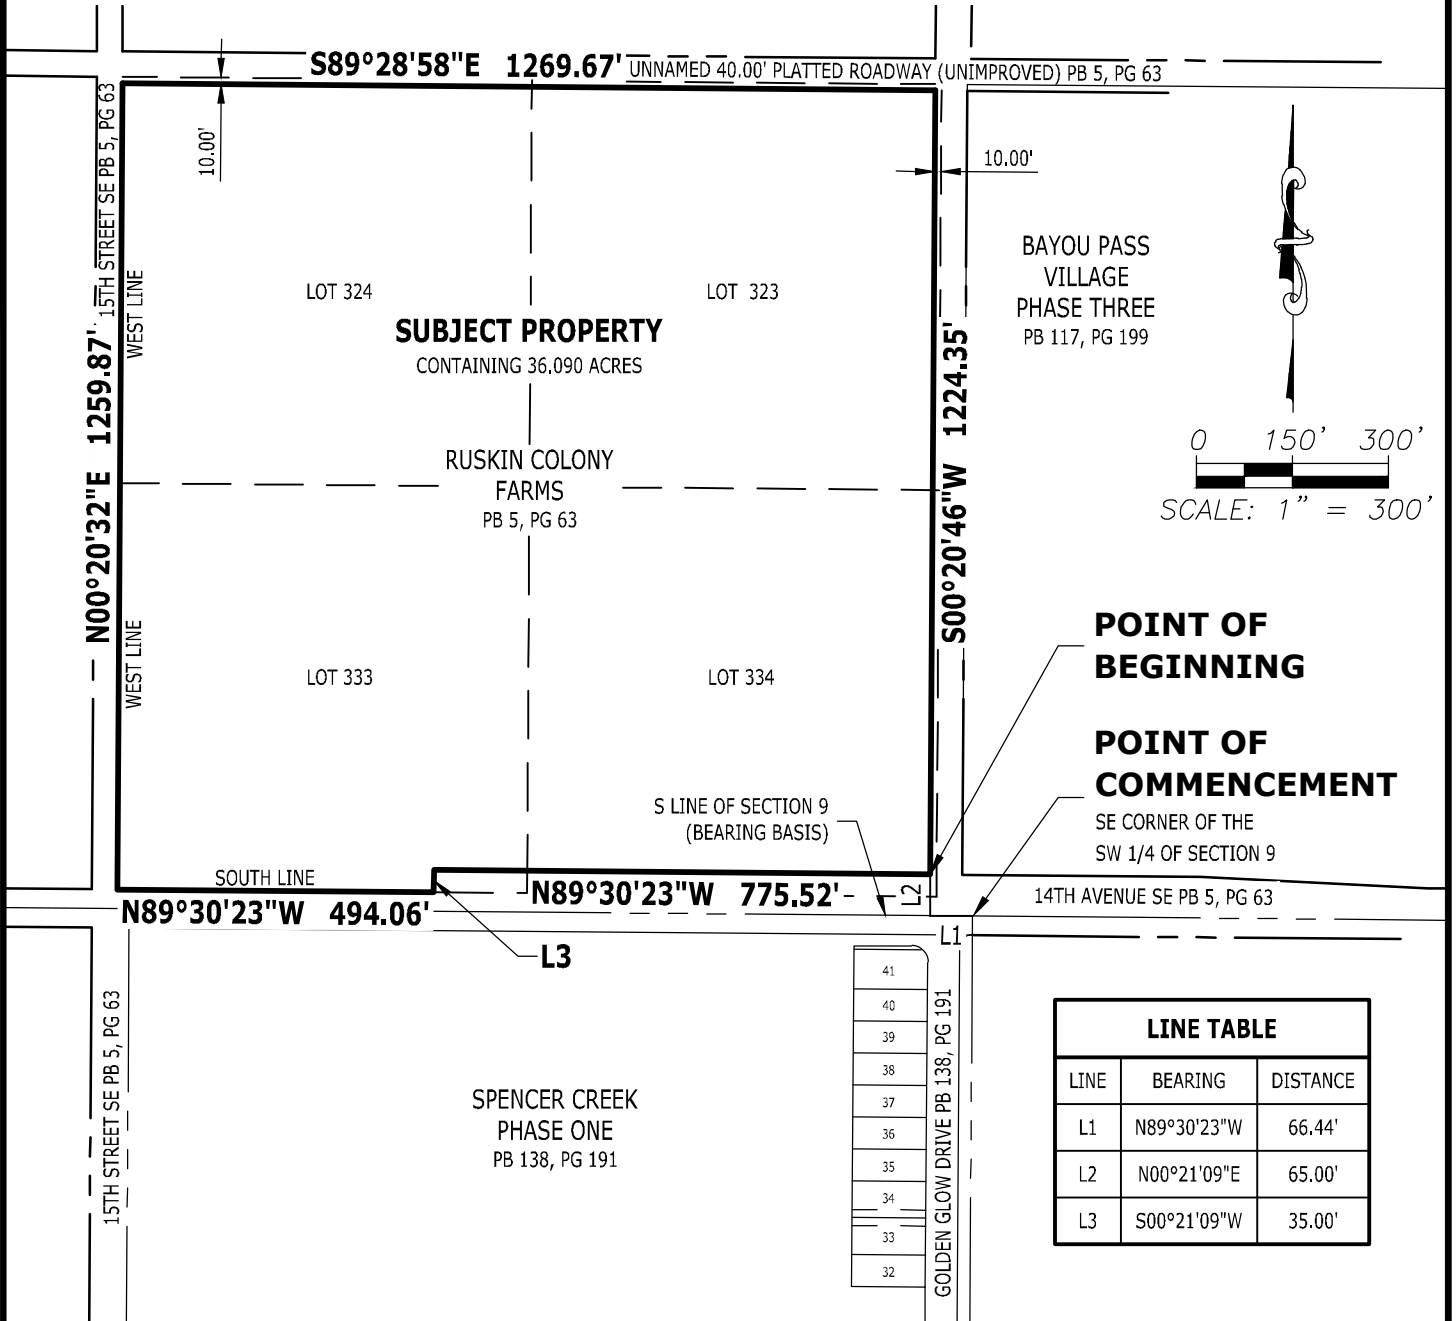 S89°28'58"E 1269.67'
UNNAMED 40.00' PLATTED ROADWAY (UNIMPROVED) PB 5, PG 63
15TH STREET SE PB 5, PG 63
10.00'
10.00'
WEST LINE
LOT 324
LOT 323
SUBJECT PROPERTY
CONTAINING 36.090 ACRES
BAYOU PASS
VILLAGE
PHASE THREE
PB 117, PG 199
N00°20'32"E 1259.87'
S00°20'46"W 1224.35'
RUSKIN COLONY
FARMS
PB 5, PG 63
0 150' 300'
SCALE: 1" = 300'
WEST LINE
LOT 333
LOT 334
POINT OF
BEGINNING
POINT OF
COMMENCEMENT
SE CORNER OF THE
SW 1/4 OF SECTION 9
S LINE OF SECTION 9
(BEARING BASIS)
SOUTH LINE
N89°30'23"W 494.06'
N89°30'23"W 775.52'
L2
14TH AVENUE SE PB 5, PG 63
L1
L3
41
40
39
38
37
36
35
34
33
32
GOLDEN GLOW DRIVE PB 138, PG 191
15TH STREET SE PB 5, PG 63
SPENCER CREEK
PHASE ONE
PB 138, PG 191
LINE TABLE
LINE BEARING DISTANCE
L1 N89°30'23"W 66.44'
L2 N00°21'09"E 65.00'
L3 S00°21'09"W 35.00'